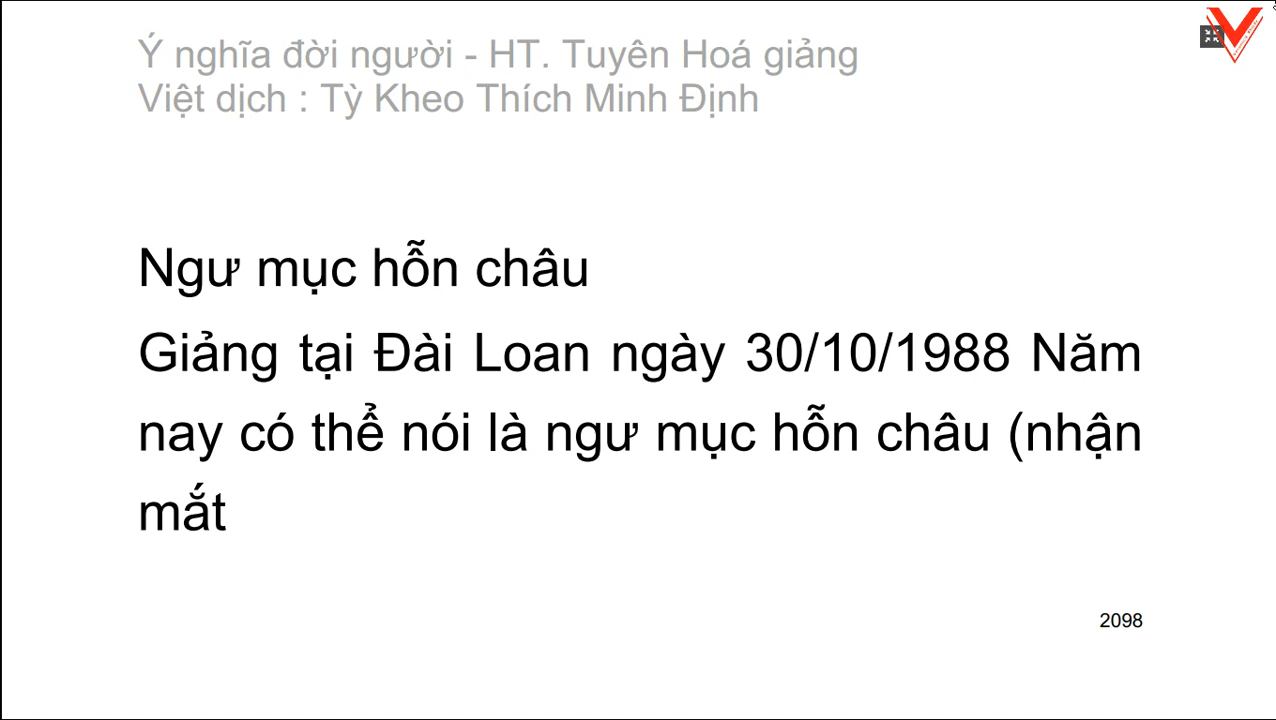 Ý nghĩa đời người - HT. Tuyên Hoá giảng
Việt dịch : Tỳ Kheo Thích Minh Định
Ngư mục hỗn châu
Giảng tại Đài Loan ngày 30/10/1988 Năm
nay có thể nói là ngư mục hỗn châu (nhận
mắt
2098